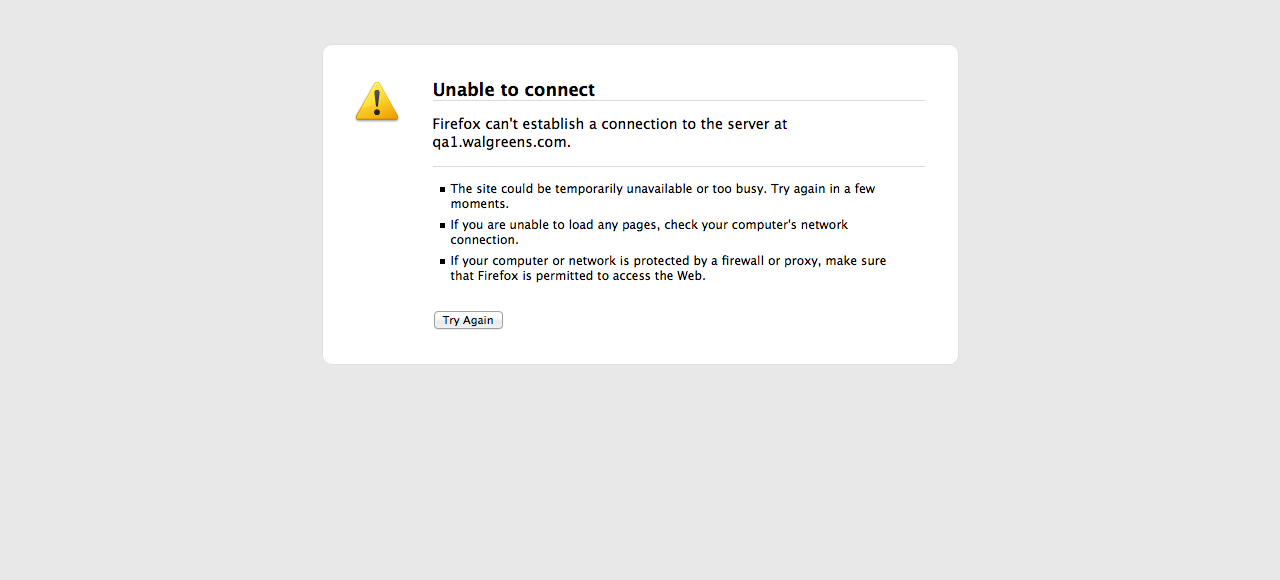 Unable to connect
Firefox can't establish a connection to the server at
qa1.walgreens.com.
The site could be temporarily unavailable or too busy. Try again in a few
moments.
If you are unable to load any pages, check your computer's network
connection.
If your computer or network is protected by a firewall or proxy, make sure
that Firefox is permitted to access the Web.
Try Again